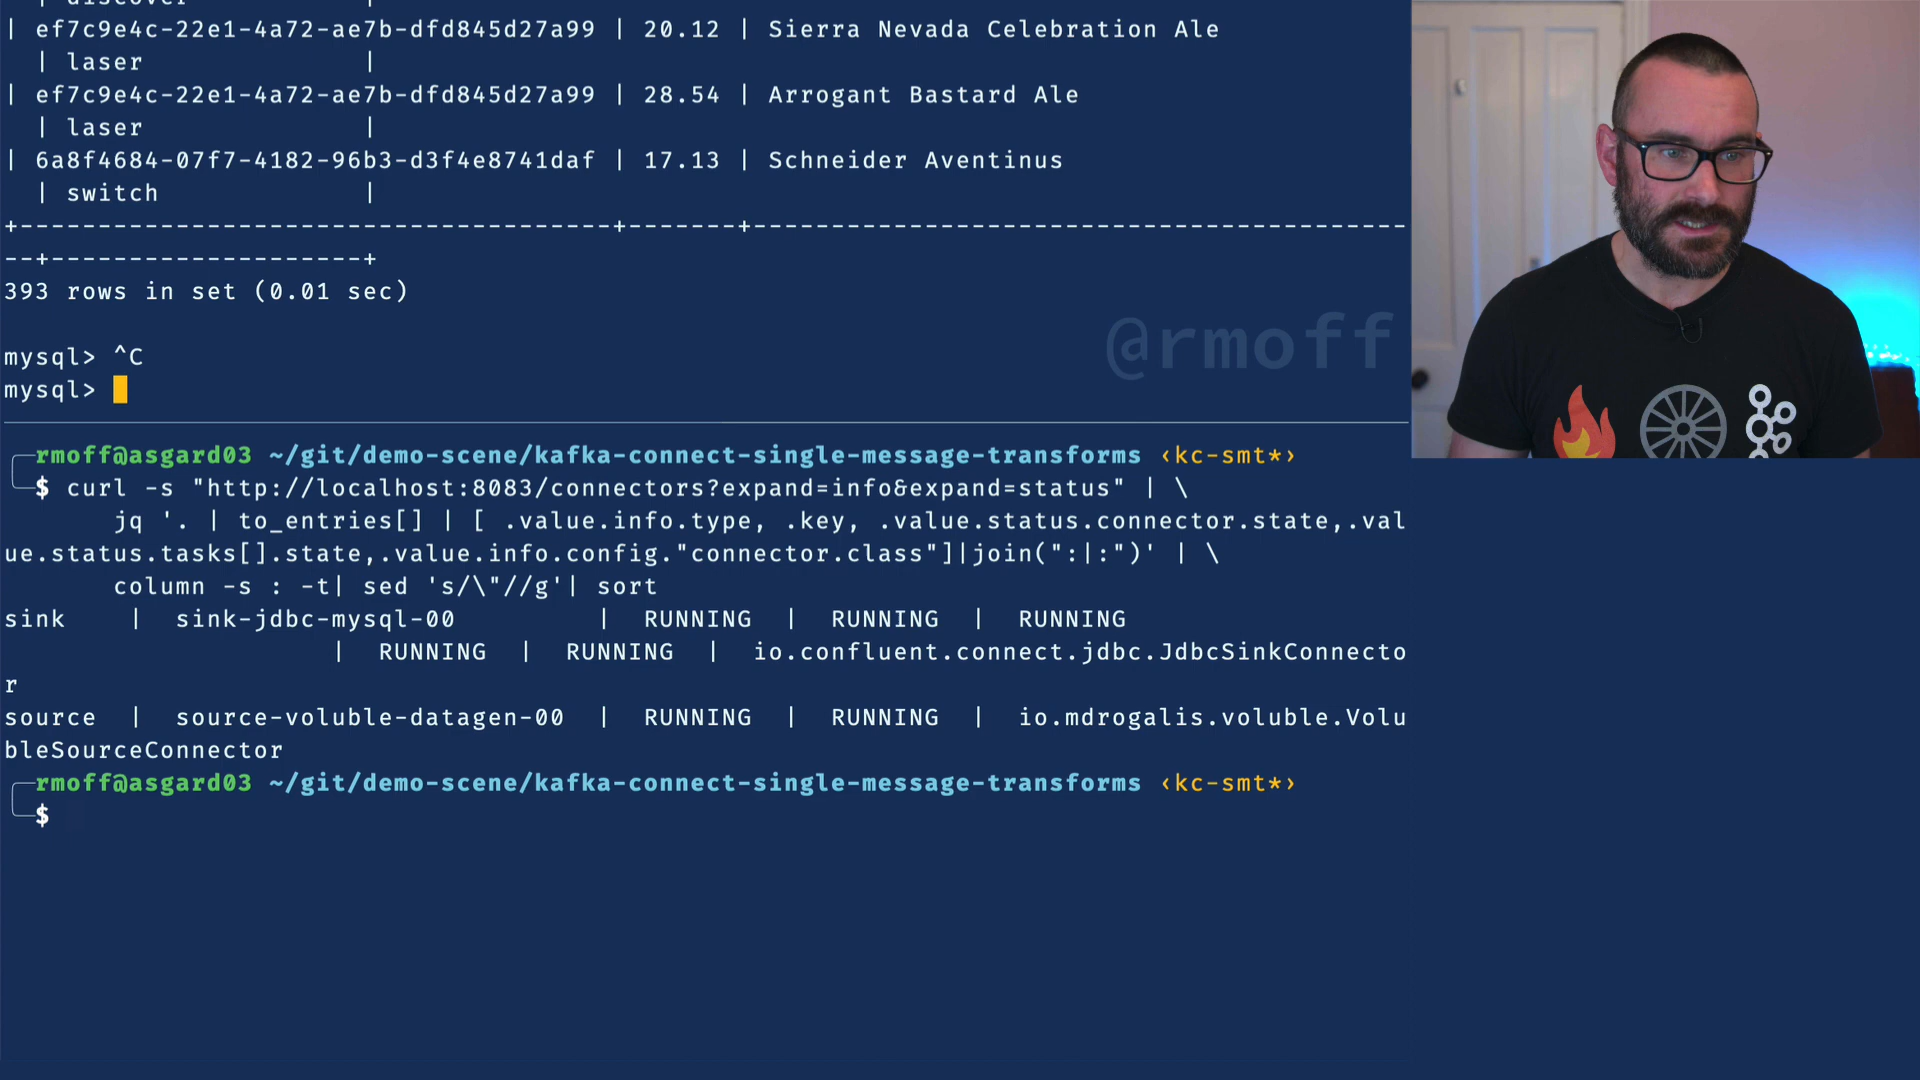 | discover |
| ef7c9e4c-22e1-4a72-ae7b-dfd845d27a99 | 20.12 | Sierra Nevada Celebration Ale
| laser |
| ef7c9e4c-22e1-4a72-ae7b-dfd845d27a99 | 28.54 | Arrogant Bastard Ale
| laser |
| 6a8f4684-07f7-4182-96b3-d3f4e8741daf | 17.13 | Schneider Aventinus
| switch |
+--------------------------------------+-------+------------------------------------------
--+--------------------+
393 rows in set (0.01 sec)
@rmoff
mysql> ^C
mysql>
rmoff@asgard03 ~/git/demo-scene/kafka-connect-single-message-transforms ‹kc-smt*›
$ curl -s "http://localhost:8083/connectors?expand=info&expand=status" | \
jq '. | to_entries[] | [ .value.info.type, .key, .value.status.connector.state,.val
ue.status.tasks[].state,.value.info.config."connector.class"]|join(":|:")' | \
column -s : -t| sed 's/\"//g'| sort
sink | sink-jdbc-mysql-00 | RUNNING | RUNNING | RUNNING
| RUNNING | RUNNING | io.confluent.connect.jdbc.JdbcSinkConnecto
r
source | source-voluble-datagen-00 | RUNNING | RUNNING | io.mdrogalis.voluble.Volu
bleSourceConnector
rmoff@asgard03 ~/git/demo-scene/kafka-connect-single-message-transforms ‹kc-smt*›
$